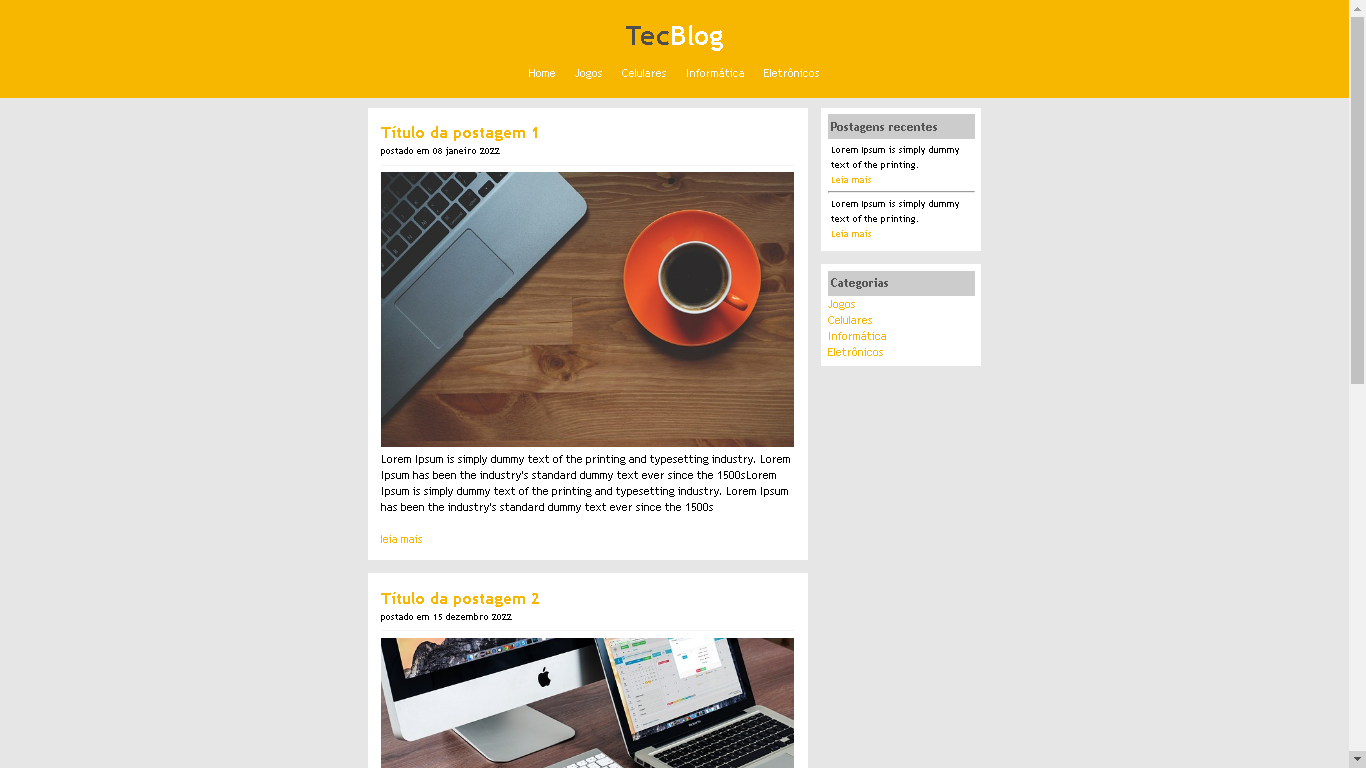 TecBlog
Home Jogos Celulares Informática Eletrônicos
Título da postagem 1
postado em 08 janeiro 2022
Lorem Ipsum is simply dummy text of the printing and typesetting industry. Lorem
Ipsum has been the industry's standard dummy text ever since the 1500sLorem
Ipsum is simply dummy text of the printing and typesetting industry. Lorem Ipsum
has been the industry's standard dummy text ever since the 1500s
leia mais
Título da postagem 2
postado em 15 dezembro 2022
Postagens recentes
Lorem Ipsum is simply dummy
text of the printing.
Leia mais
Lorem Ipsum is simply dummy
text of the printing.
Leia mais
Categorias
Jogos
Celulares
Informática
Eletrônicos